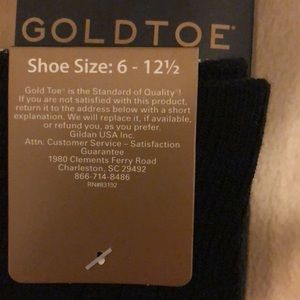 GOLDTOE®
Shoe Size: 6 - 12½
Gold Toe® is the Standard of Quality!
If you are not satisfied with this product,
return it to the address below with a short
explanation. We will replace it, if available,
or refund you, as you prefer.
Gildan USA Inc.
Attn: Customer Service – Satisfaction
Guarantee
1980 Clements Ferry Road
Charleston, SC 29492
866-714-8486
RN#83192